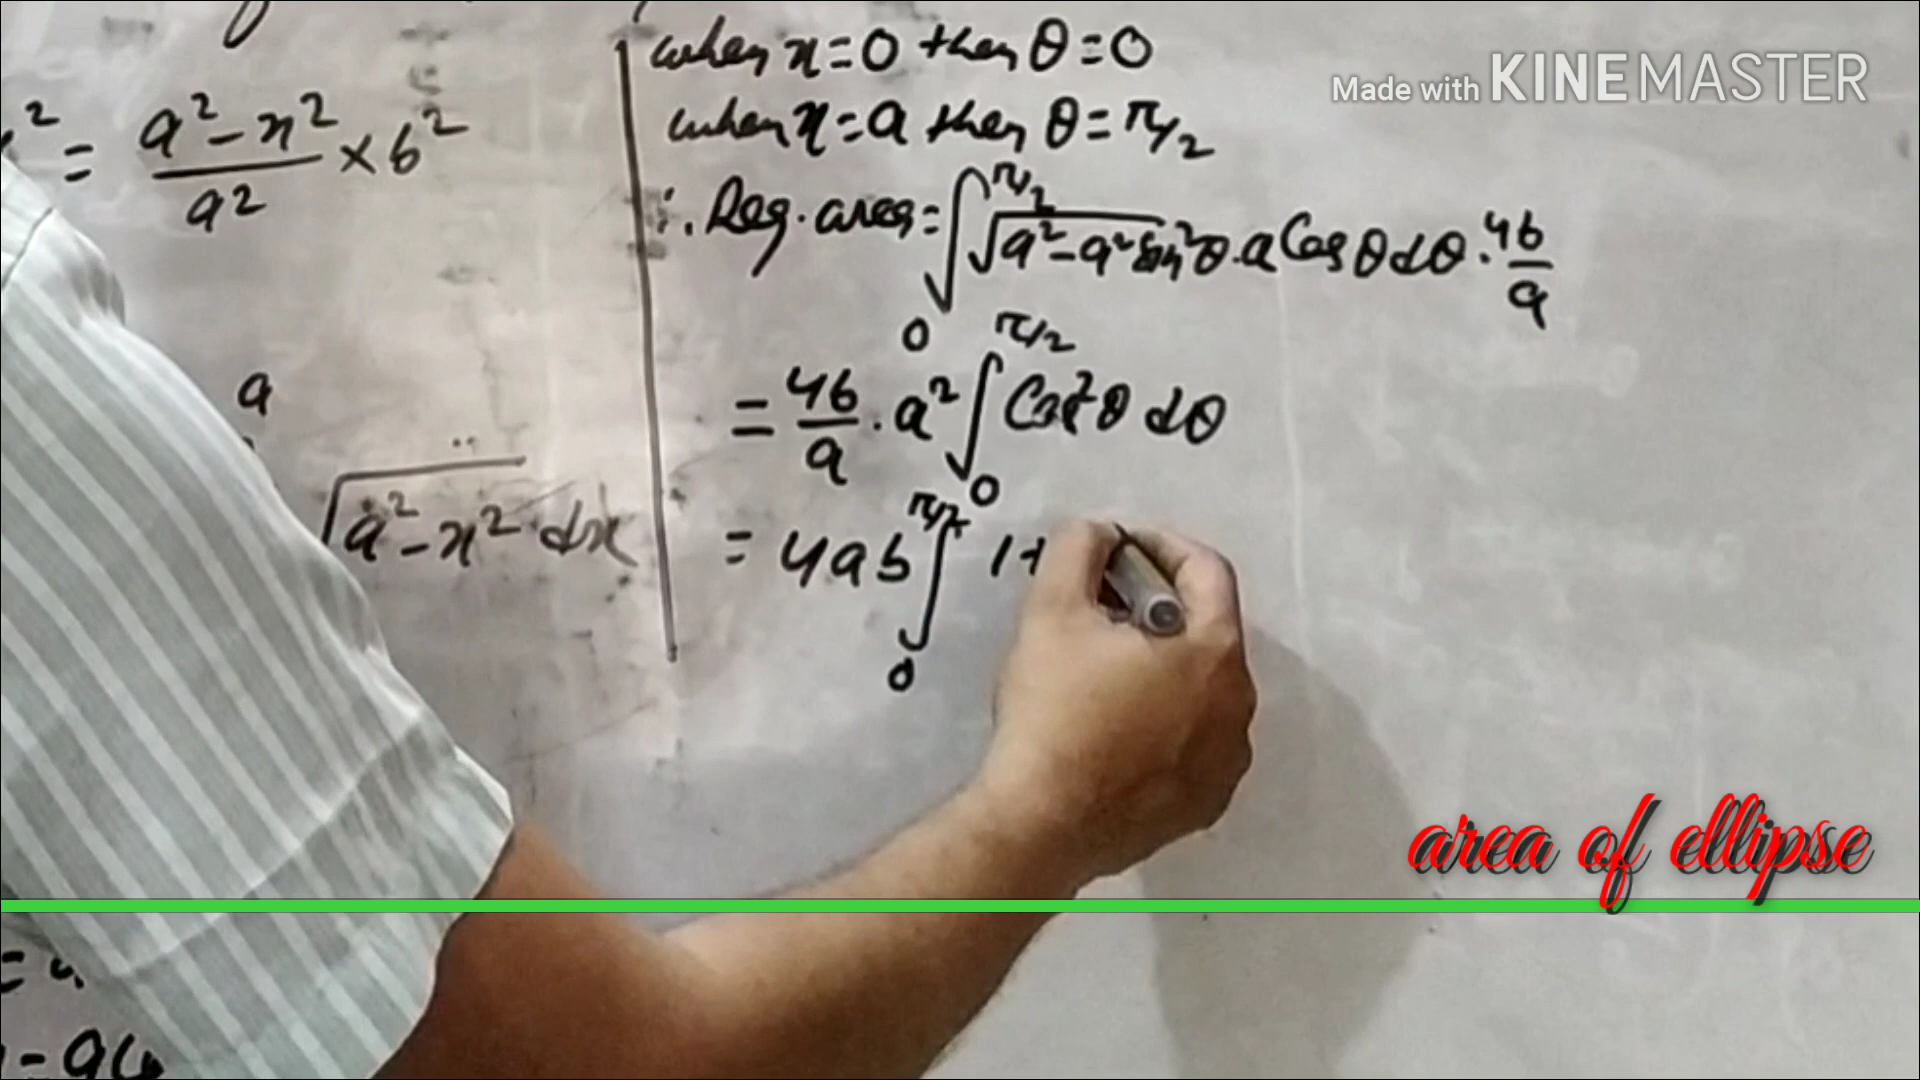 ² = a²-x²/a² × b²
a
√a²-x² dx
when x=0 then θ=0
when x=a then θ=π/2
∴ Reg. area = ∫₀^π/2 √a²-a²Sin²θ . a Cosθ dθ . 4b/a
= 4b/a . a² ∫₀^π/2 Cos²θ dθ
= 4ab ∫₀^π/2 1+
Made with KINEMASTER
area of ellipse